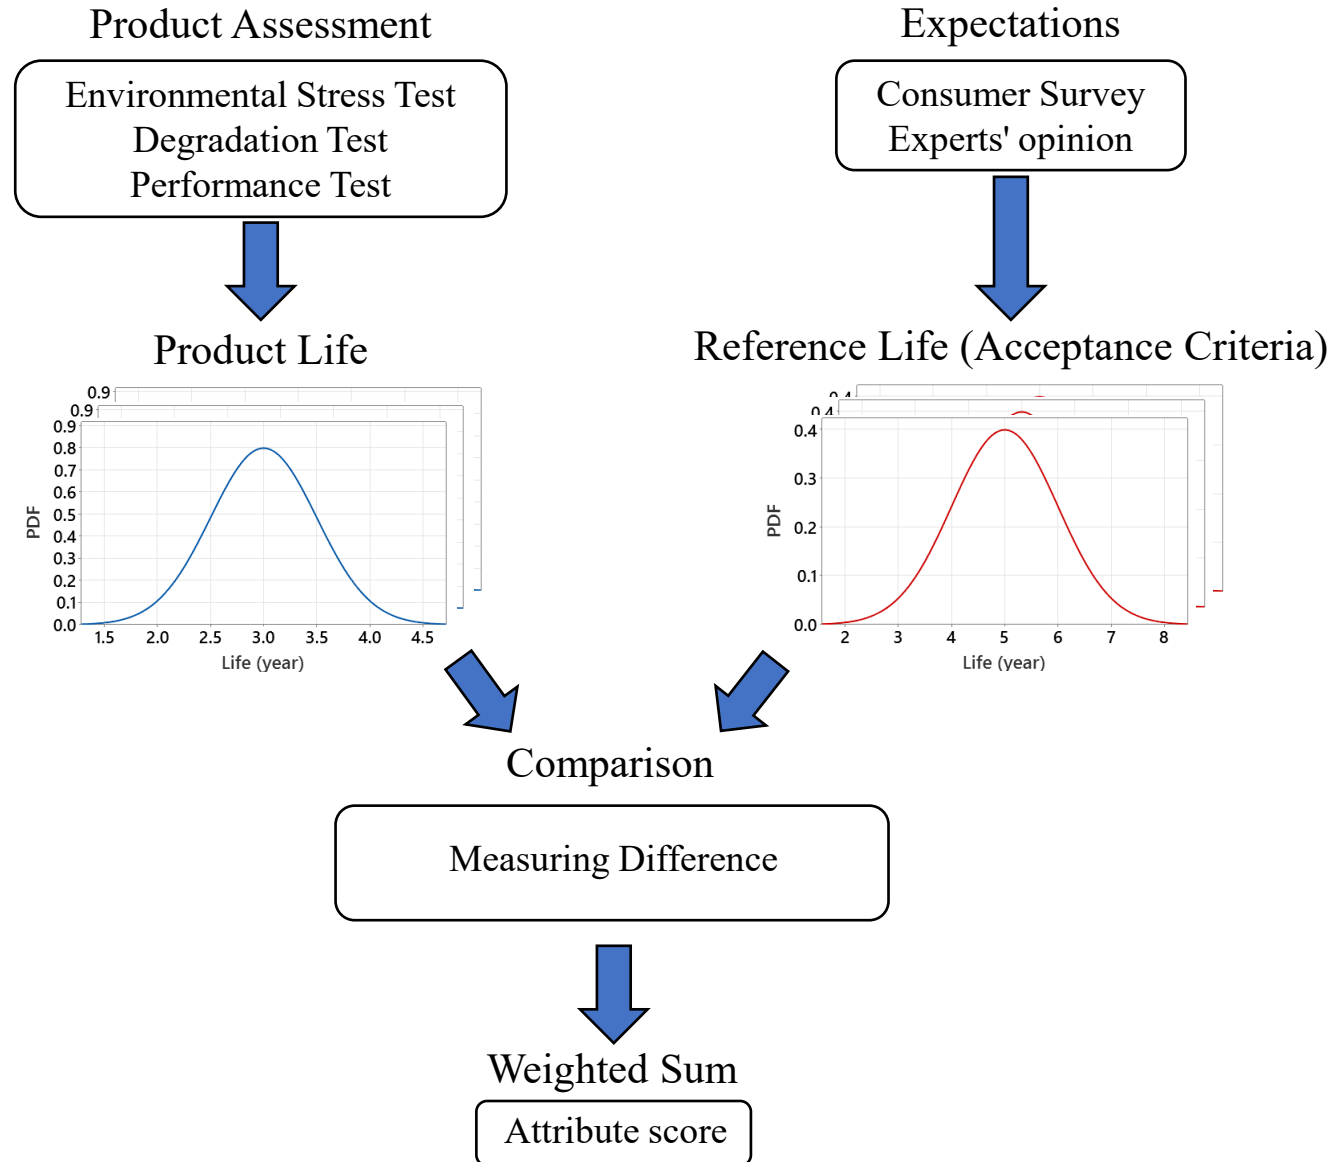 Product Assessment
Environmental Stress Test
Degradation Test
Performance Test
Expectations
Consumer Survey
Experts' opinion
Product Life
0.9
0.9
0.9
0.8
0.7
0.6
0.5
0.4
0.3
0.2
0.1
0.0
PDF
1.5 2.0 2.5 3.0 3.5 4.0 4.5
Life (year)
Reference Life (Acceptance Criteria)
0.4
0.4
0.4
0.3
0.2
0.1
0.0
PDF
2 3 4 5 6 7 8
Life (year)
Comparison
Measuring Difference
Weighted Sum
Attribute score